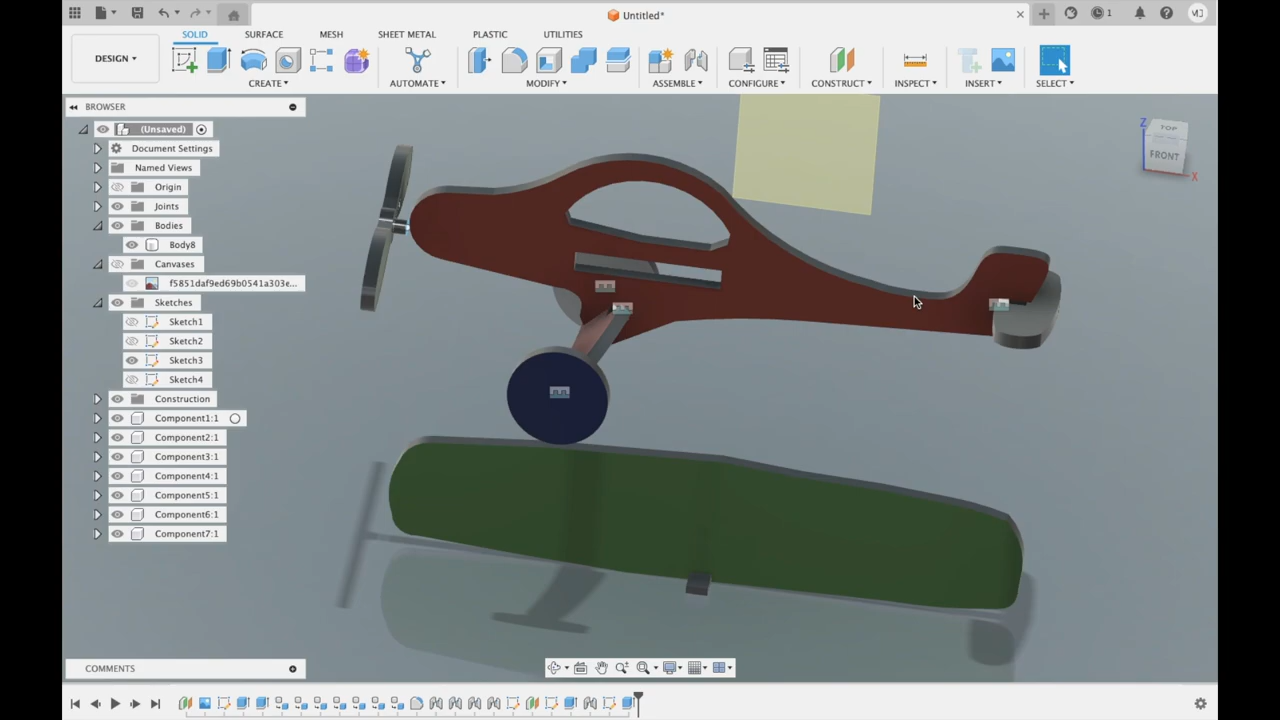 Untitled*
1
MJ
DESIGN
SOLID
SURFACE
MESH
SHEET METAL
PLASTIC
UTILITIES
CREATE
AUTOMATE
MODIFY
ASSEMBLE
CONFIGURE
CONSTRUCT
INSPECT
INSERT
SELECT
BROWSER
(Unsaved)
Document Settings
Named Views
Origin
Joints
Bodies
Body8
Canvases
f5851daf9ed69b0541a303e...
Sketches
Sketch1
Sketch2
Sketch3
Sketch4
Construction
Component1:1
Component2:1
Component3:1
Component4:1
Component5:1
Component6:1
Component7:1
Z
TOP
FRONT
X
COMMENTS